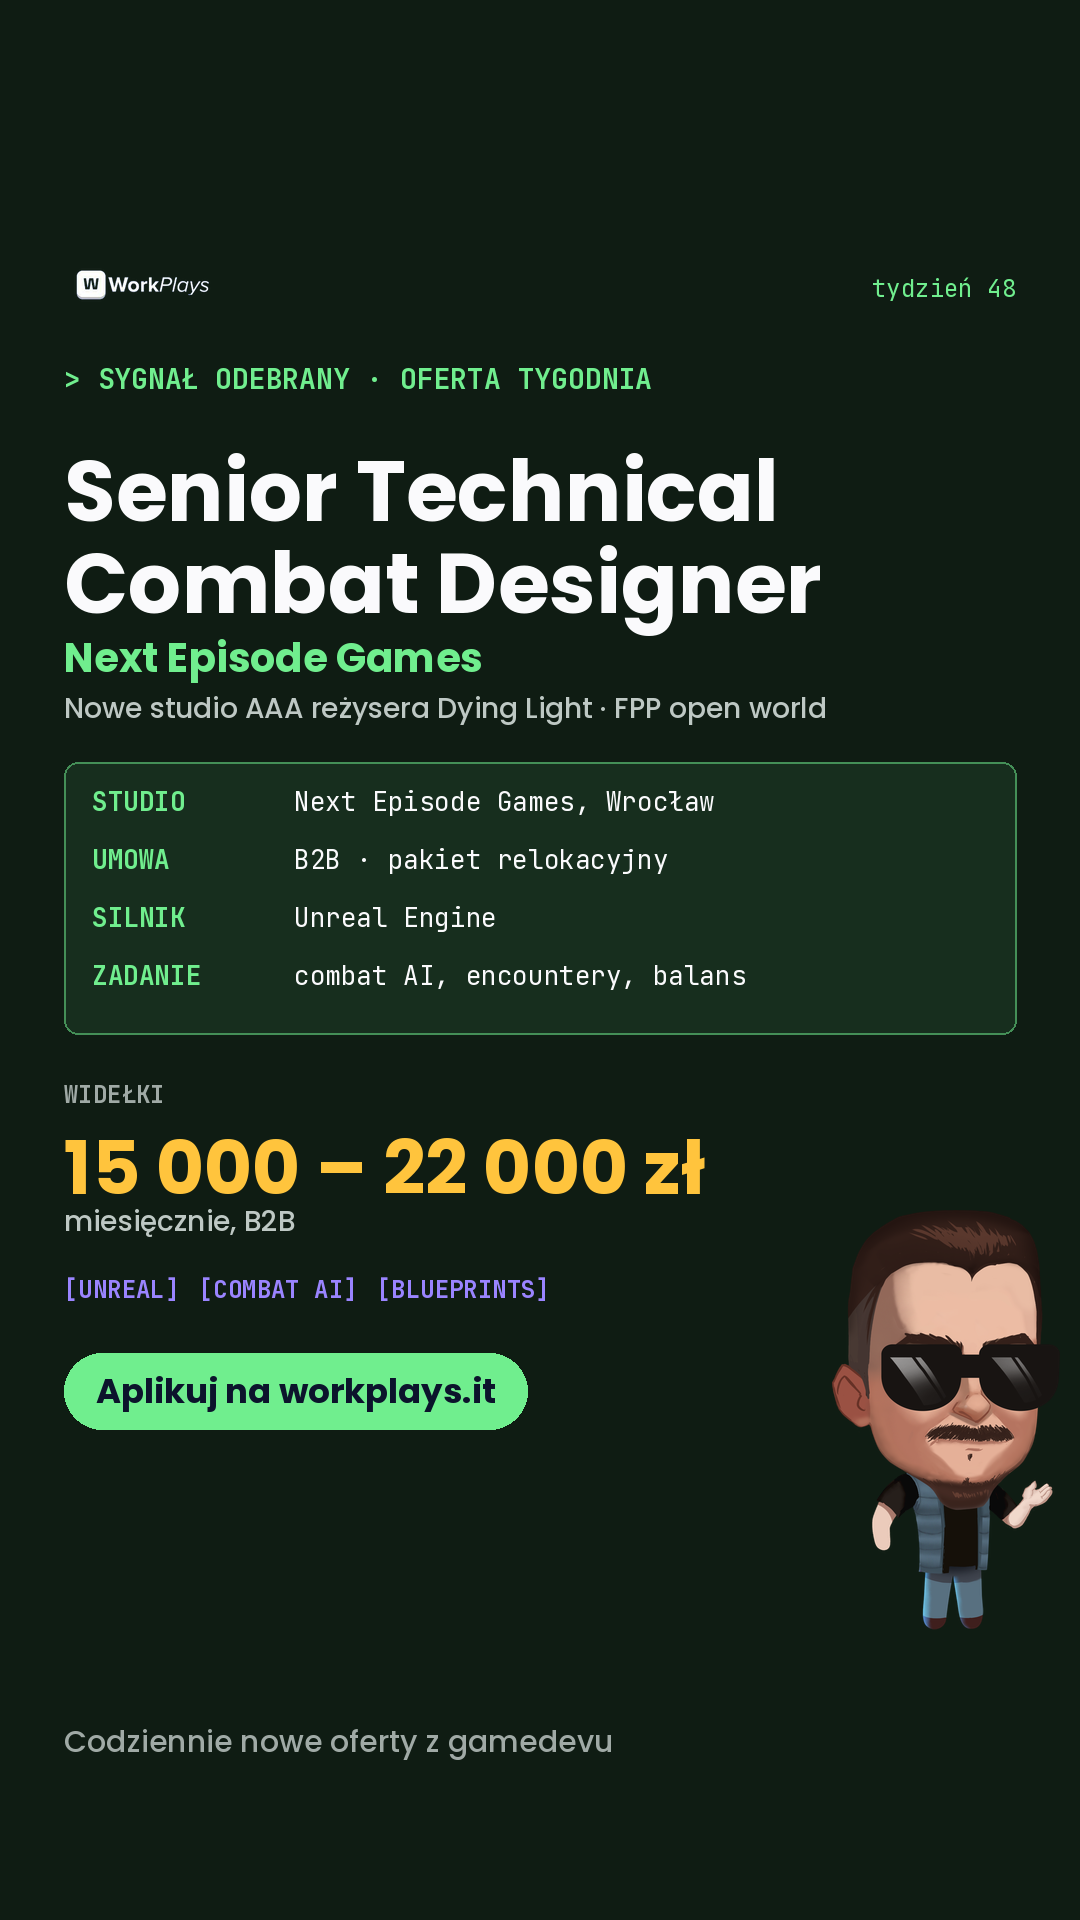 W WorkPlays
tydzień 48
> SYGNAŁ ODEBRANY · OFERTA TYGODNIA
Senior Technical
Combat Designer
Next Episode Games
Nowe studio AAA reżysera Dying Light · FPP open world
STUDIO Next Episode Games, Wrocław
UMOWA B2B · pakiet relokacyjny
SILNIK Unreal Engine
ZADANIE combat AI, encountery, balans
WIDEŁKI
15 000 – 22 000 zł
miesięcznie, B2B
[UNREAL] [COMBAT AI] [BLUEPRINTS]
Aplikuj na workplays.it
Codziennie nowe oferty z gamedevu